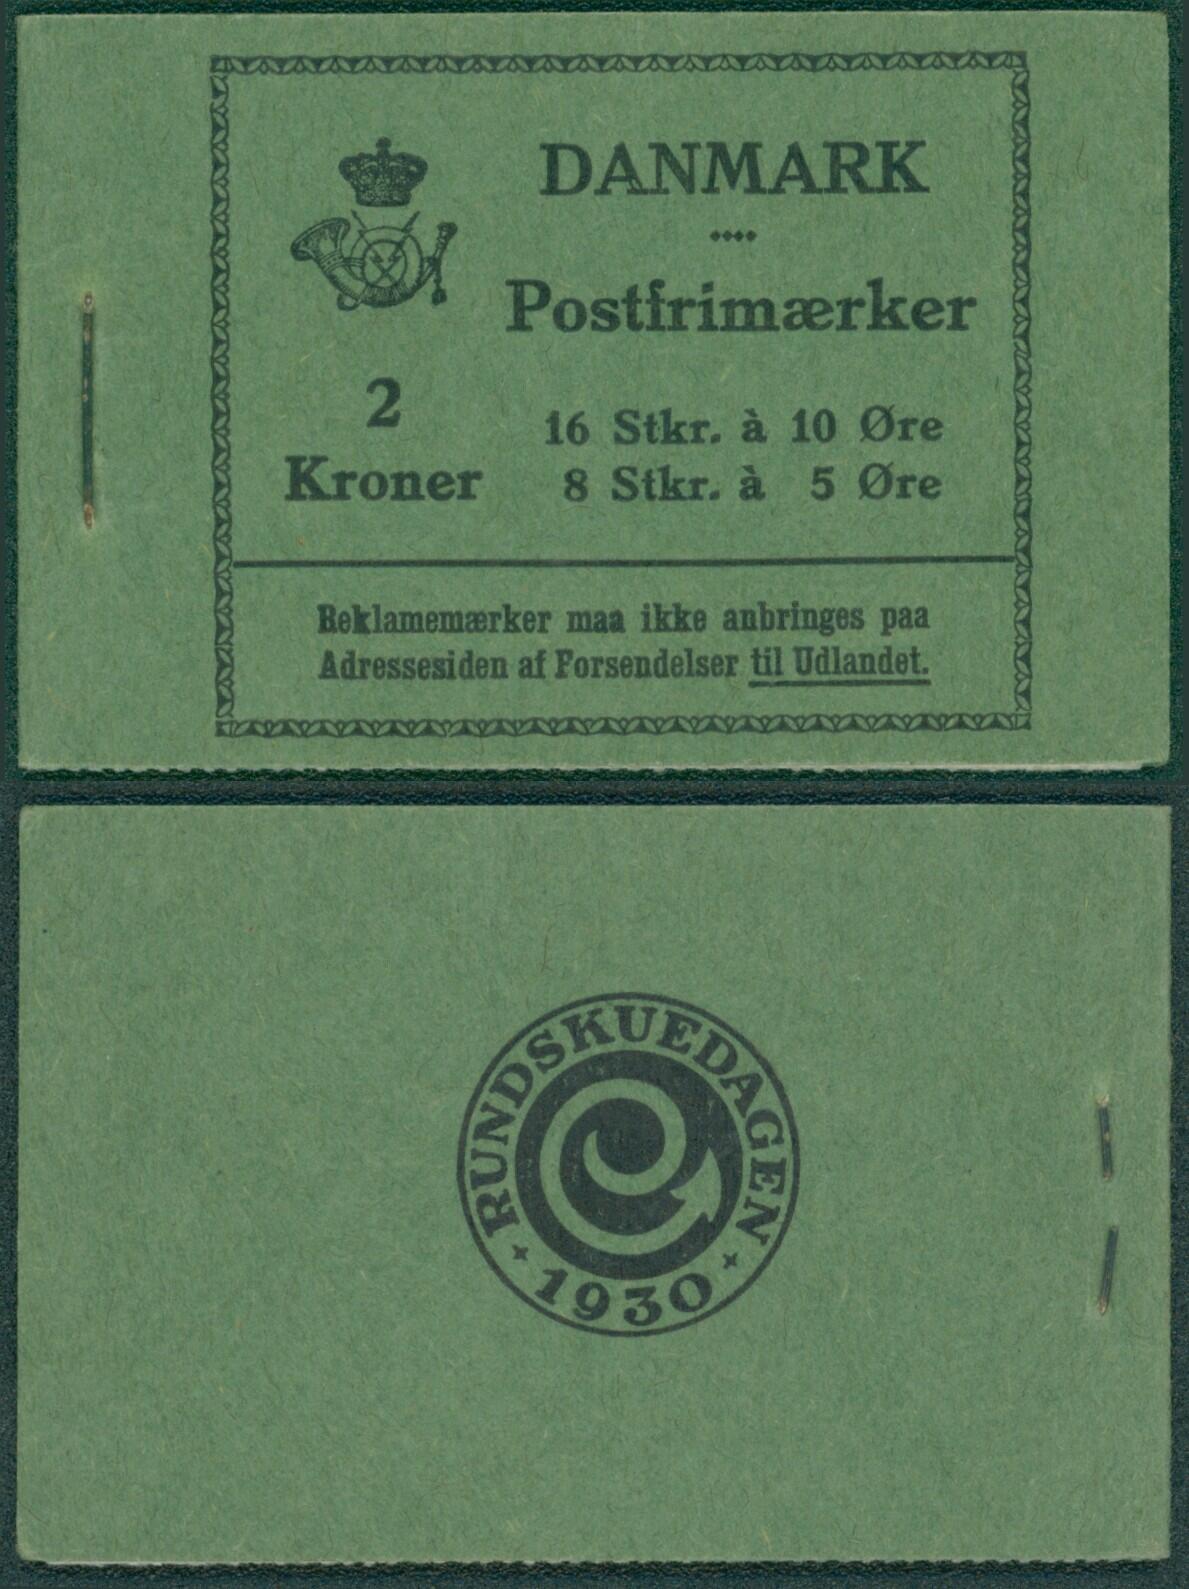 DANMARK
Postfrimærker
2
Kroner
16 Stkr. à 10 Øre
8 Stkr. à 5 Øre
Reklamemærker maa ikke anbringes paa
Adressesiden af Forsendelser til Udlandet.
RUNDSKUEDAGEN
1930